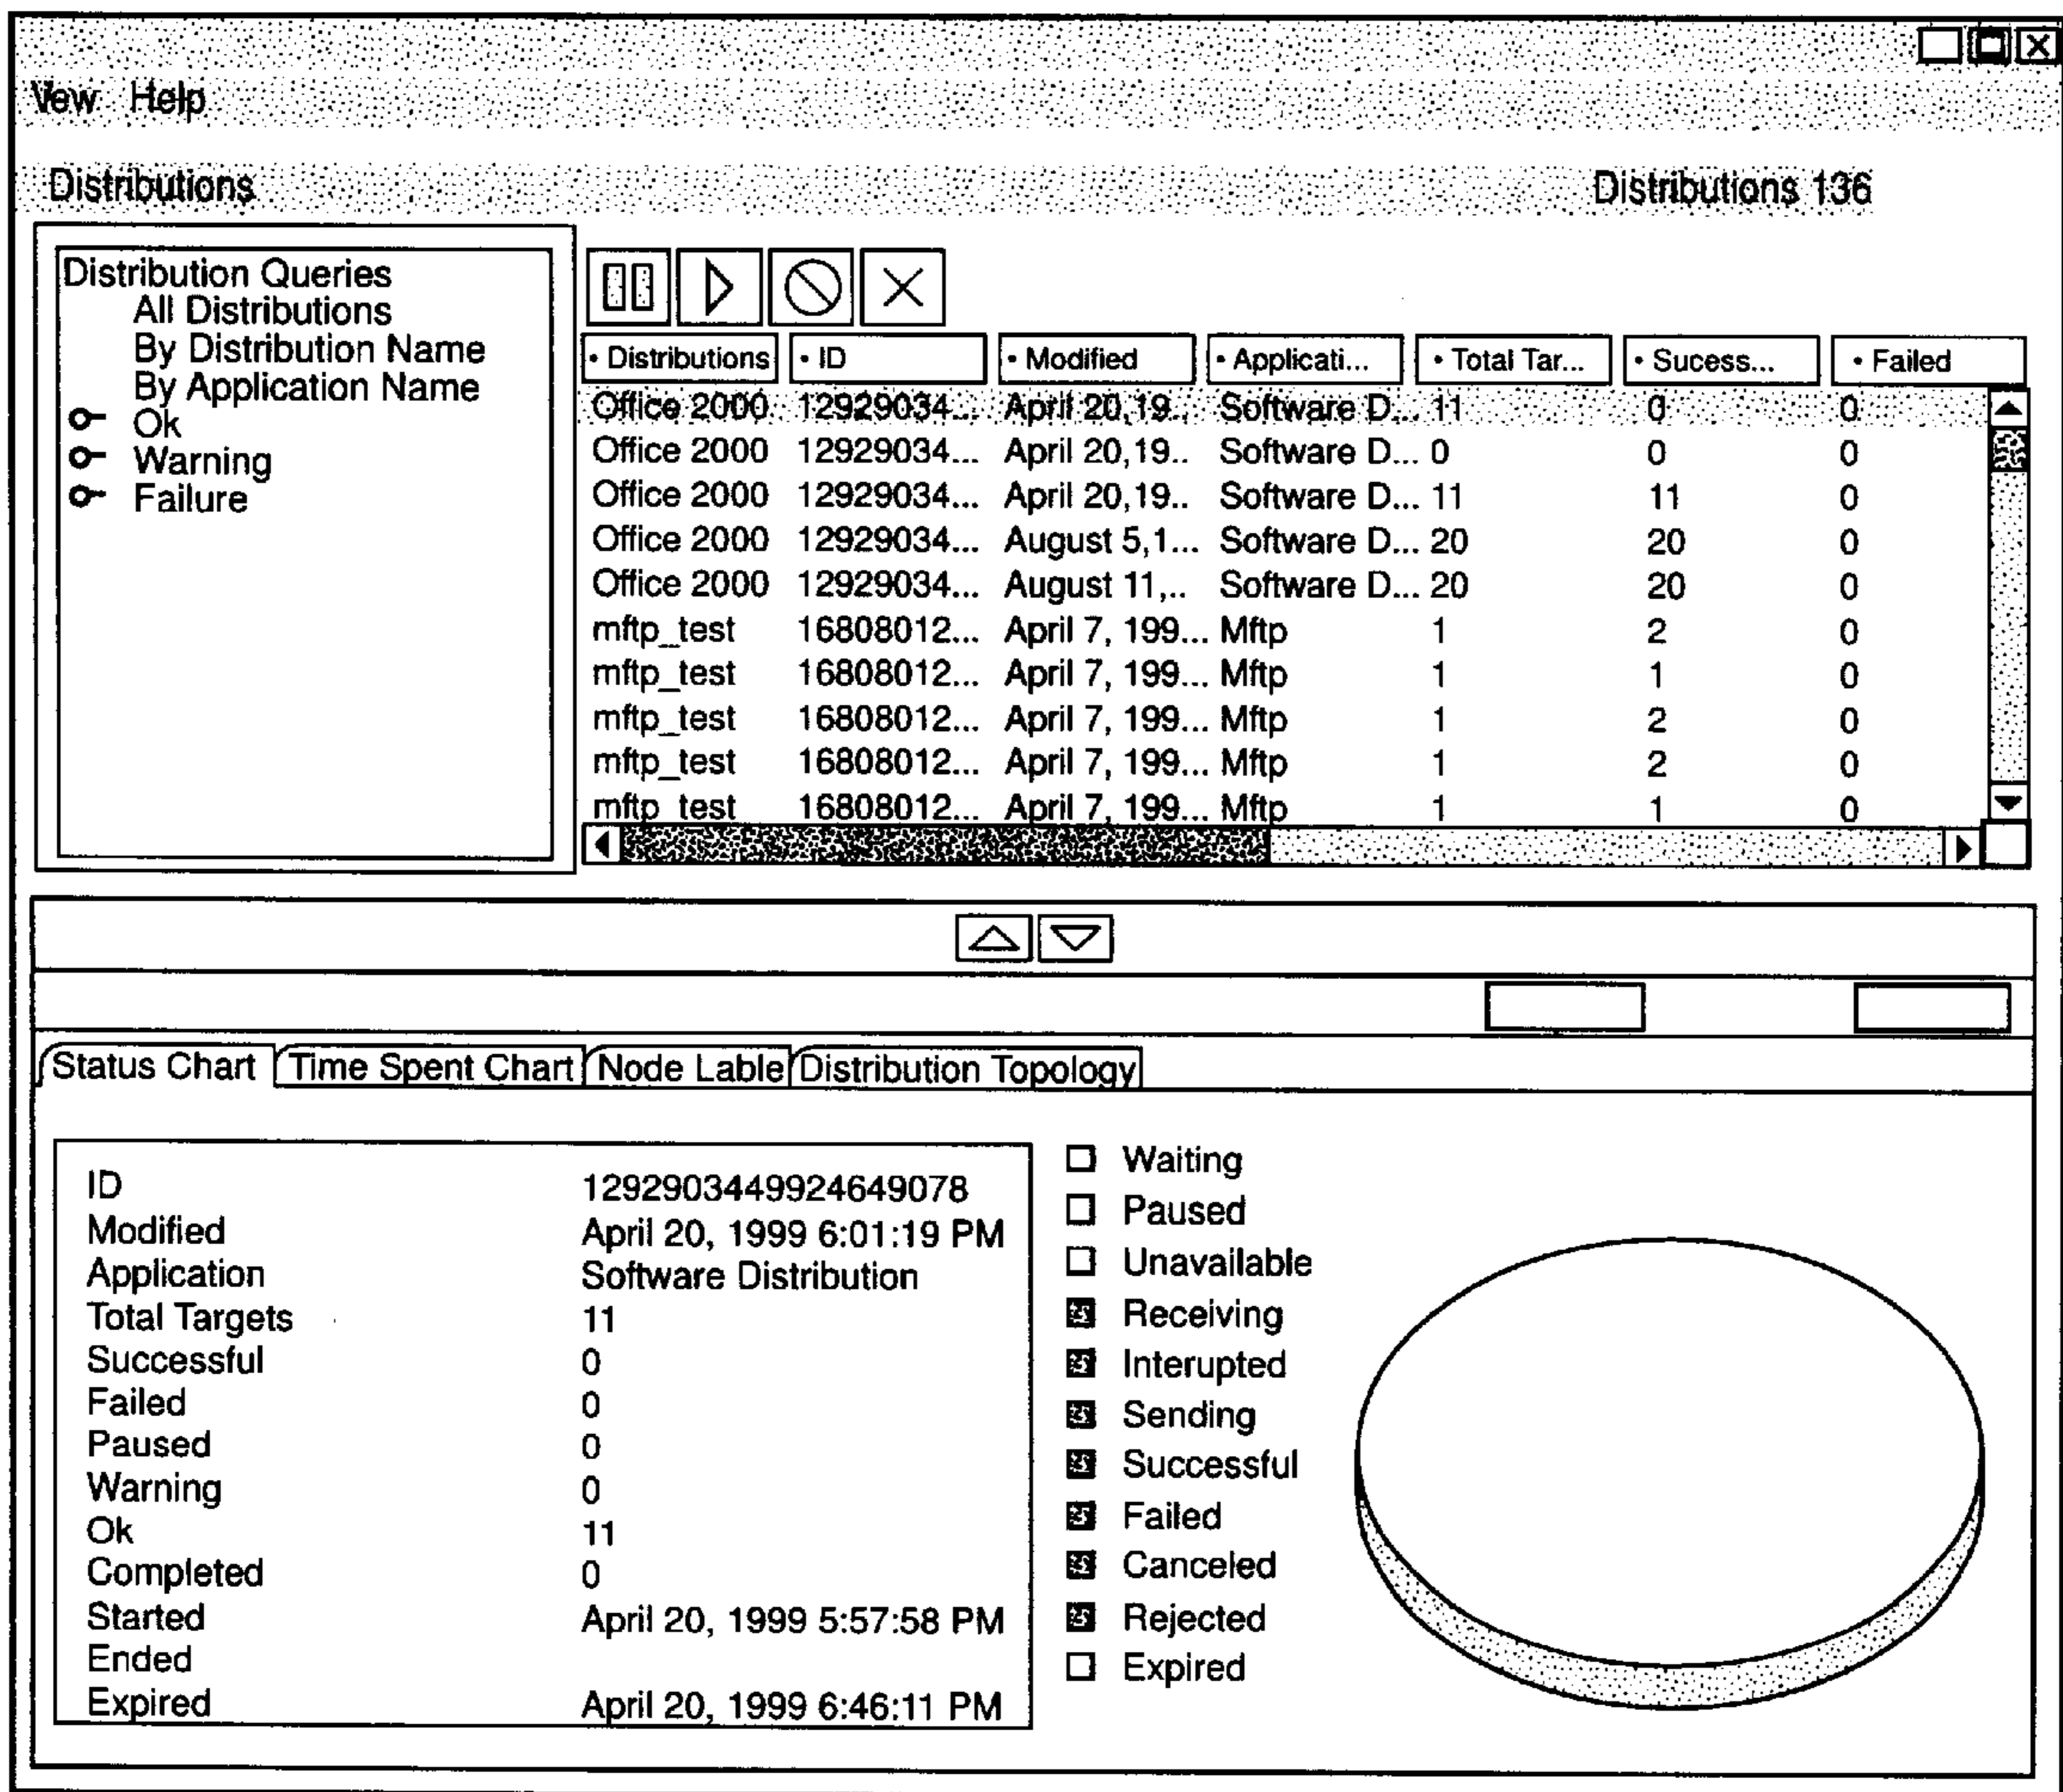 Vew Help
Distributions Distributions 136
Distribution Queries
All Distributions
By Distribution Name
By Application Name
Ok
Warning
Failure
• Distributions • ID • Modified • Applicati... • Total Tar... • Sucess... • Failed
Office 2000 12929034... April 20,19.. Software D... 11 0 0
Office 2000 12929034... April 20,19.. Software D... 0 0 0
Office 2000 12929034... April 20,19.. Software D... 11 11 0
Office 2000 12929034... August 5,1... Software D... 20 20 0
Office 2000 12929034... August 11,.. Software D... 20 20 0
mftp_test 16808012... April 7, 199... Mftp 1 2 0
mftp_test 16808012... April 7, 199... Mftp 1 1 0
mftp_test 16808012... April 7, 199... Mftp 1 2 0
mftp_test 16808012... April 7, 199... Mftp 1 2 0
mftp_test 16808012... April 7, 199... Mftp 1 1 0
Status Chart Time Spent Chart Node Lable Distribution Topology
ID 1292903449924649078
Modified April 20, 1999 6:01:19 PM
Application Software Distribution
Total Targets 11
Successful 0
Failed 0
Paused 0
Warning 0
Ok 11
Completed 0
Started April 20, 1999 5:57:58 PM
Ended
Expired April 20, 1999 6:46:11 PM
Waiting
Paused
Unavailable
Receiving
Interupted
Sending
Successful
Failed
Canceled
Rejected
Expired